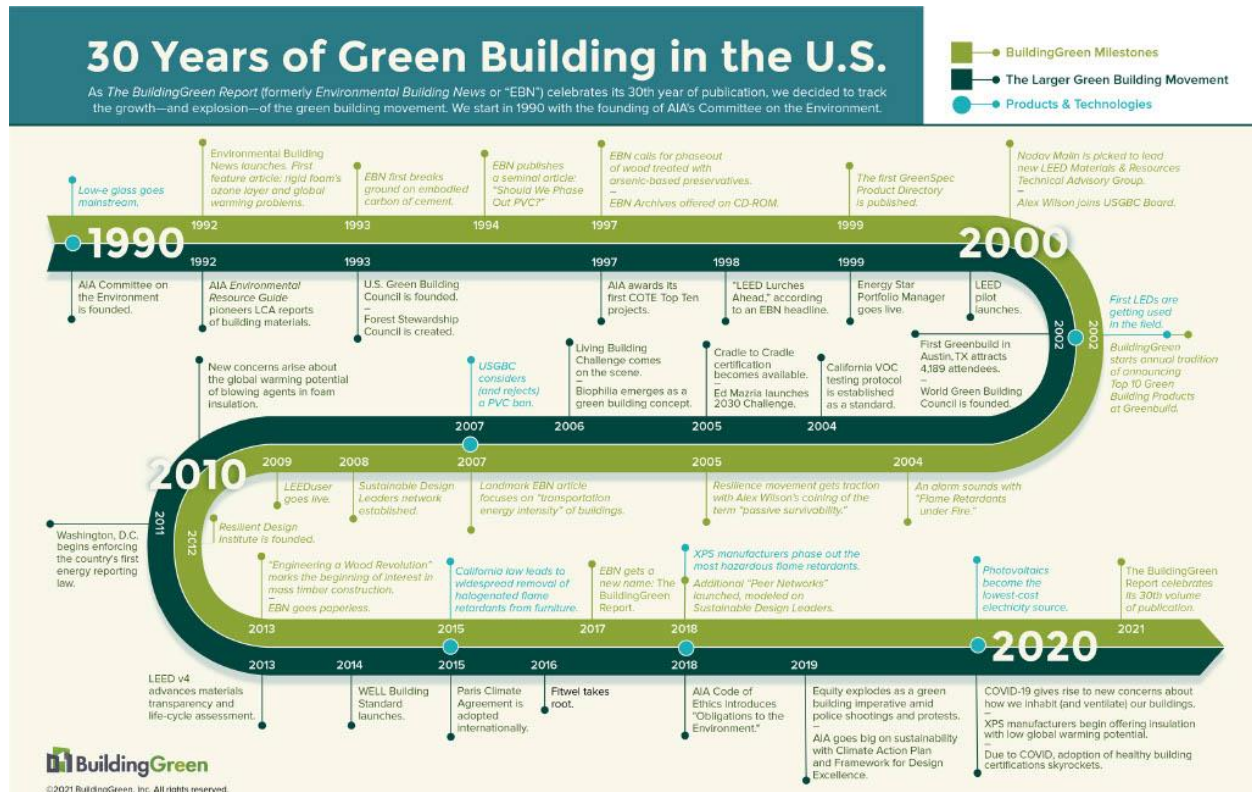 30 Years of Green Building in the U.S.
As The BuildingGreen Report (formerly Environmental Building News or “EBN”) celebrates its 30th year of publication, we decided to track
the growth—and explosion—of the green building movement. We start in 1990 with the founding of AIA's Committee on the Environment.
BuildingGreen Milestones
The Larger Green Building Movement
Products & Technologies
Low-e glass goes
mainstream.
Environmental Building
News launches. First
feature article: rigid foam's
ozone layer and global
warming problems.
EBN first breaks
ground on embodied
carbon of cement.
EBN publishes
a seminal article:
“Should We Phase
Out PVC?”
EBN calls for phaseout
of wood treated with
arsenic-based preservatives.
–
EBN Archives offered on CD-ROM.
The first GreenSpec
Product Directory
is published.
Nadav Malin is picked to lead
new LEED Materials & Resources
Technical Advisory Group.
–
Alex Wilson joins USGBC Board.
1992
1993
1994
1997
1999
1990
2000
1992
1993
1997
1998
1999
AIA Committee on
the Environment
is founded.
AIA Environmental
Resource Guide
pioneers LCA reports
of building materials.
U.S. Green Building
Council is founded.
–
Forest Stewardship
Council is created.
AIA awards its
first COTE Top Ten
projects.
“LEED Lurches
Ahead,” according
to an EBN headline.
Energy Star
Portfolio Manager
goes live.
LEED
pilot
launches.
2002
2002
First LEDs are
getting used
in the field.
BuildingGreen
starts annual tradition
of announcing
Top 10 Green
Building Products
at Greenbuild.
New concerns arise about
the global warming potential
of blowing agents in foam
insulation.
USGBC
considers
(and rejects)
a PVC ban.
Living Building
Challenge comes
on the scene.
–
Biophilia emerges as a
green building concept.
Cradle to Cradle
certification
becomes available.
–
Ed Mazria launches
2030 Challenge.
California VOC
testing protocol
is established
as a standard.
First Greenbuild in
Austin, TX attracts
4,189 attendees.
–
World Green Building
Council is founded.
2007
2006
2005
2004
2010
2009
2008
2007
2005
2004
LEEDuser
goes live.
Sustainable Design
Leaders network
established.
Landmark EBN article
focuses on “transportation
energy intensity” of buildings.
Resilience movement gets traction
with Alex Wilson's coining of the
term “passive survivability.”
An alarm sounds with
“Flame Retardants
under Fire.”
2011
2012
Resilient Design
Institute is founded.
Washington, D.C.
begins enforcing
the country's first
energy reporting
law.
“Engineering a Wood Revolution”
marks the beginning of interest in
mass timber construction.
–
EBN goes paperless.
California law leads to
widespread removal of
halogenated flame
retardants from furniture.
EBN gets a
new name: The
BuildingGreen
Report.
XPS manufacturers phase out the
most hazardous flame retardants.
Additional “Peer Networks”
launched, modeled on
Sustainable Design Leaders.
Photovoltaics
become the
lowest-cost
electricity source.
The BuildingGreen
Report celebrates
its 30th volume
of publication.
2013
2015
2017
2018
2021
2020
2013
2014
2015
2016
2018
2019
LEED v4
advances materials
transparency and
life-cycle assessment.
WELL Building
Standard
launches.
Paris Climate
Agreement is
adopted
internationally.
Fitwel takes
root.
AIA Code of
Ethics introduces
“Obligations to the
Environment.”
Equity explodes as a green
building imperative amid
police shootings and protests.
–
AIA goes big on sustainability
with Climate Action Plan
and Framework for Design
Excellence.
COVID-19 gives rise to new concerns about
how we inhabit (and ventilate) our buildings.
–
XPS manufacturers begin offering insulation
with low global warming potential.
–
Due to COVID, adoption of healthy building
certifications skyrockets.
BuildingGreen
©2021 BuildingGreen, Inc. All rights reserved.